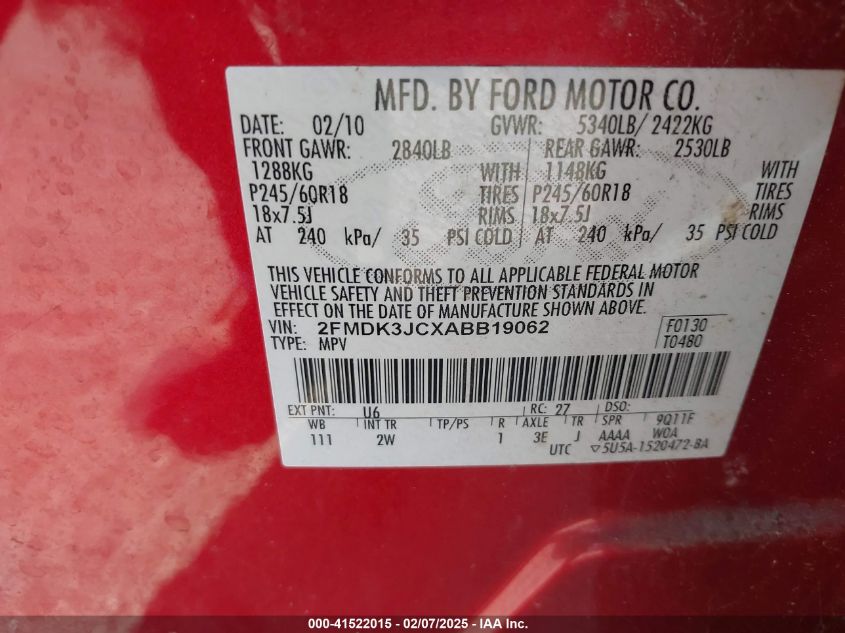 MFD. BY FORD MOTOR CO.
DATE: 02/10 GVWR: 5340LB/ 2422KG
FRONT GAWR: 2840LB REAR GAWR: 2530LB
1288KG WITH 1148KG WITH
P245/60R18 TIRES P245/60R18 TIRES
18x7.5J RIMS 18x7.5J RIMS
AT 240 kPa/ 35 PSI COLD AT 240 kPa/ 35 PSI COLD
THIS VEHICLE CONFORMS TO ALL APPLICABLE FEDERAL MOTOR
VEHICLE SAFETY AND THEFT PREVENTION STANDARDS IN
EFFECT ON THE DATE OF MANUFACTURE SHOWN ABOVE.
VIN: 2FMDK3JCXABB19062 F0130
TYPE: MPV T0480
EXT PNT: U6 RC: 27 DSO:
WB INT TR TP/PS R AXLE TR SPR 9Q11F
111 2W 1 3E J AAAA W0A
UTC ▽5U5A-1520472-BA
000-41522015 - 02/07/2025 - IAA Inc.